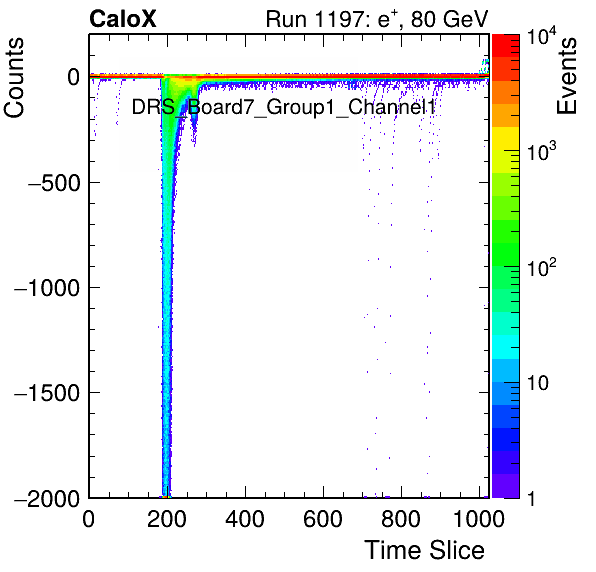 CaloX Run 1197: e⁺, 80 GeV
Counts
Events
DRS_Board7_Group1_Channel1
0
−500
−1000
−1500
−2000
0 200 400 600 800 1000
Time Slice
10⁴
10³
10²
10
1